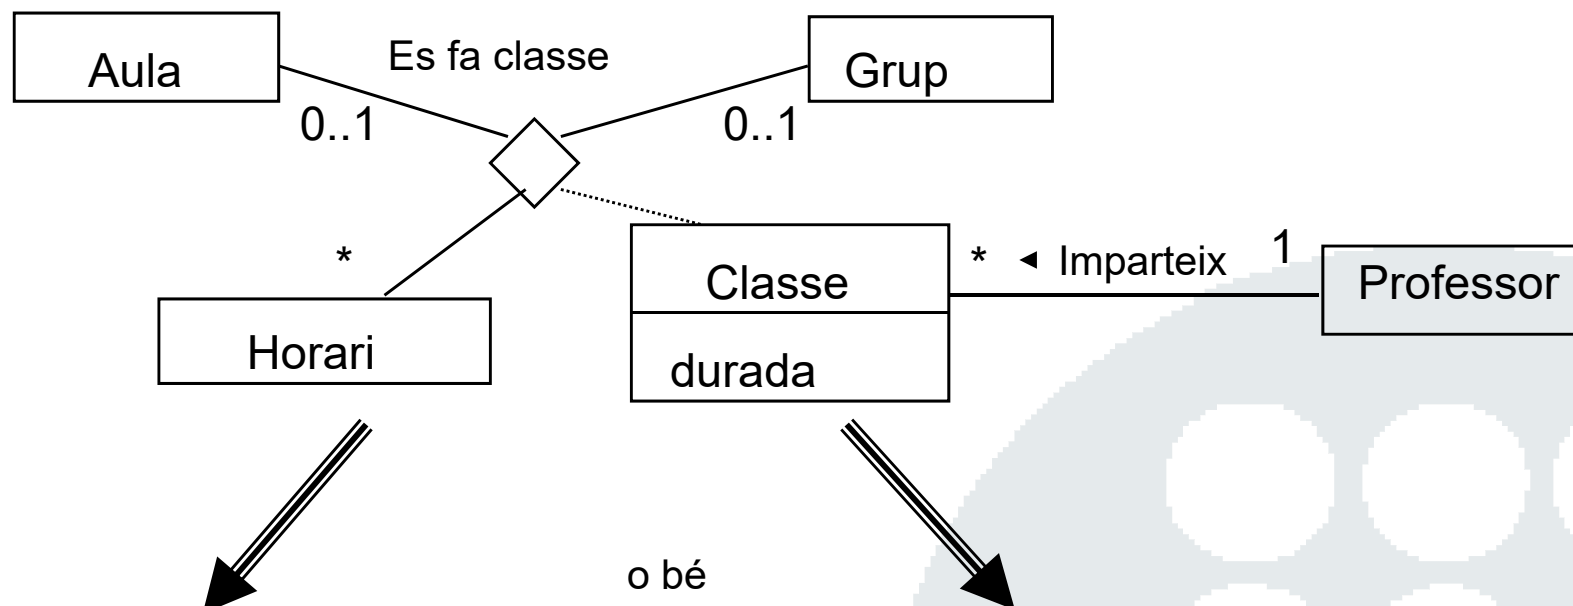 Aula
Es fa classe
Grup
0..1
0..1
*
Classe
durada
* ◄ Imparteix 1
Professor
Horari
o bé